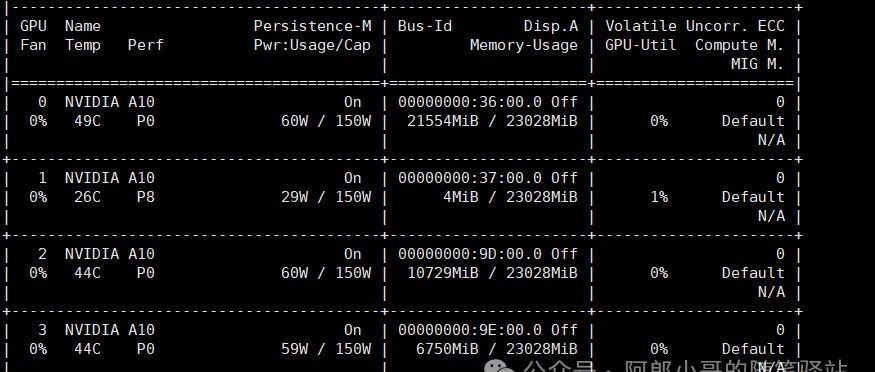 |-----------------------------------------+----------------------+----------------------+
| GPU  Name                 Persistence-M | Bus-Id        Disp.A | Volatile Uncorr. ECC |
| Fan  Temp   Perf          Pwr:Usage/Cap |         Memory-Usage | GPU-Util  Compute M. |
|                                         |                      |               MIG M. |
|=========================================+======================+======================|
|   0  NVIDIA A10                     On  | 00000000:36:00.0 Off |                    0 |
|  0%   49C    P0              60W / 150W |  21554MiB / 23028MiB |      0%      Default |
|                                         |                      |                  N/A |
+-----------------------------------------+----------------------+----------------------+
|   1  NVIDIA A10                     On  | 00000000:37:00.0 Off |                    0 |
|  0%   26C    P8              29W / 150W |      4MiB / 23028MiB |      1%      Default |
|                                         |                      |                  N/A |
+-----------------------------------------+----------------------+----------------------+
|   2  NVIDIA A10                     On  | 00000000:9D:00.0 Off |                    0 |
|  0%   44C    P0              60W / 150W |  10729MiB / 23028MiB |      0%      Default |
|                                         |                      |                  N/A |
+-----------------------------------------+----------------------+----------------------+
|   3  NVIDIA A10                     On  | 00000000:9E:00.0 Off |                    0 |
|  0%   44C    P0              59W / 150W |   6750MiB / 23028MiB |      0%      Default |
|                                         |                      |                  N/A |
公众号 · 阿郎小哥的随笔驿站